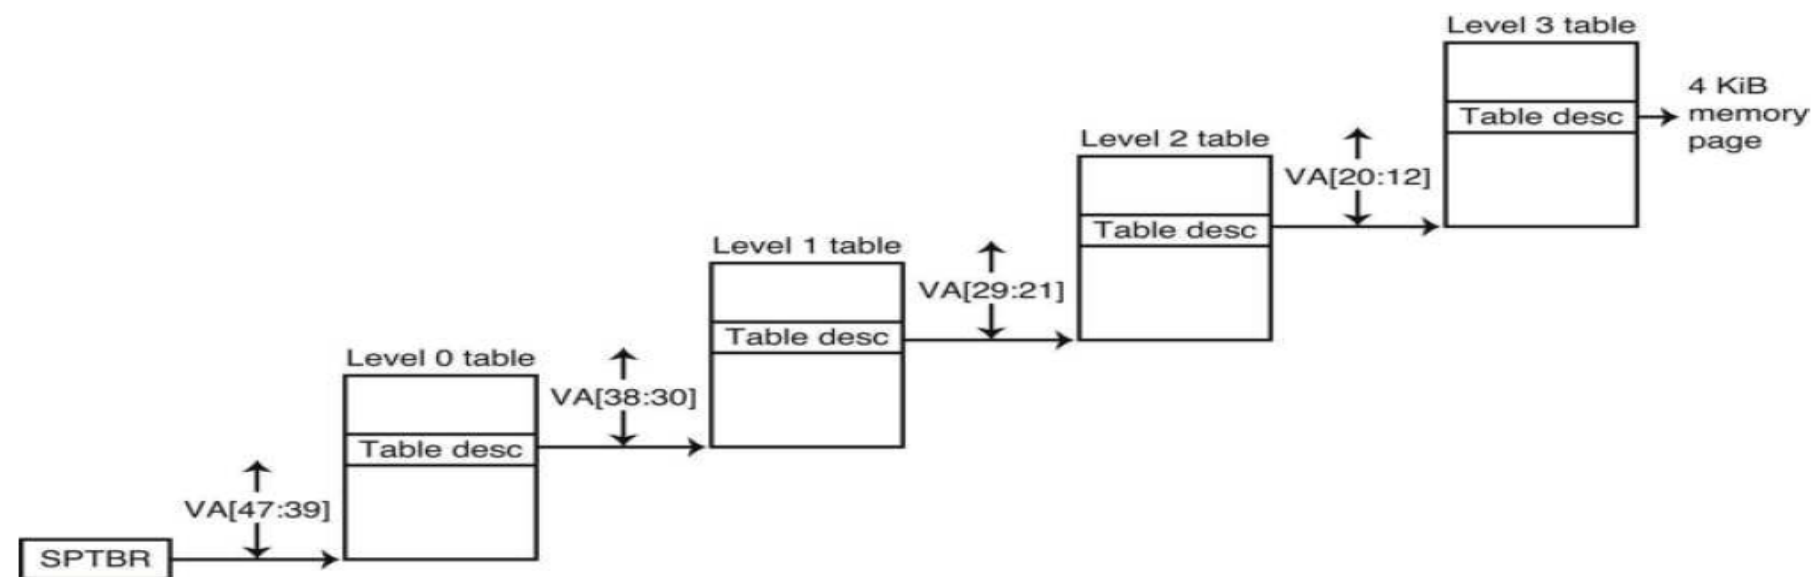 Level 3 table
4 KiB
memory
page
Table desc
Level 2 table
VA[20:12]
Table desc
Level 1 table
VA[29:21]
Table desc
Level 0 table
VA[38:30]
Table desc
VA[47:39]
SPTBR